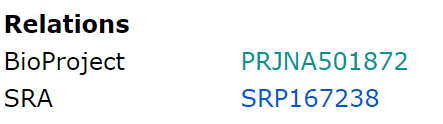 Relations
BioProject PRJNA501872
SRA SRP167238